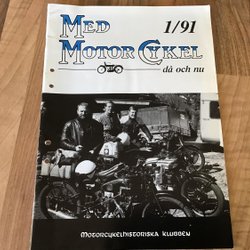 MED 1/91
MOTOR CYKEL
då och nu
MOTORCYKELHISTORISKA KLUBBEN